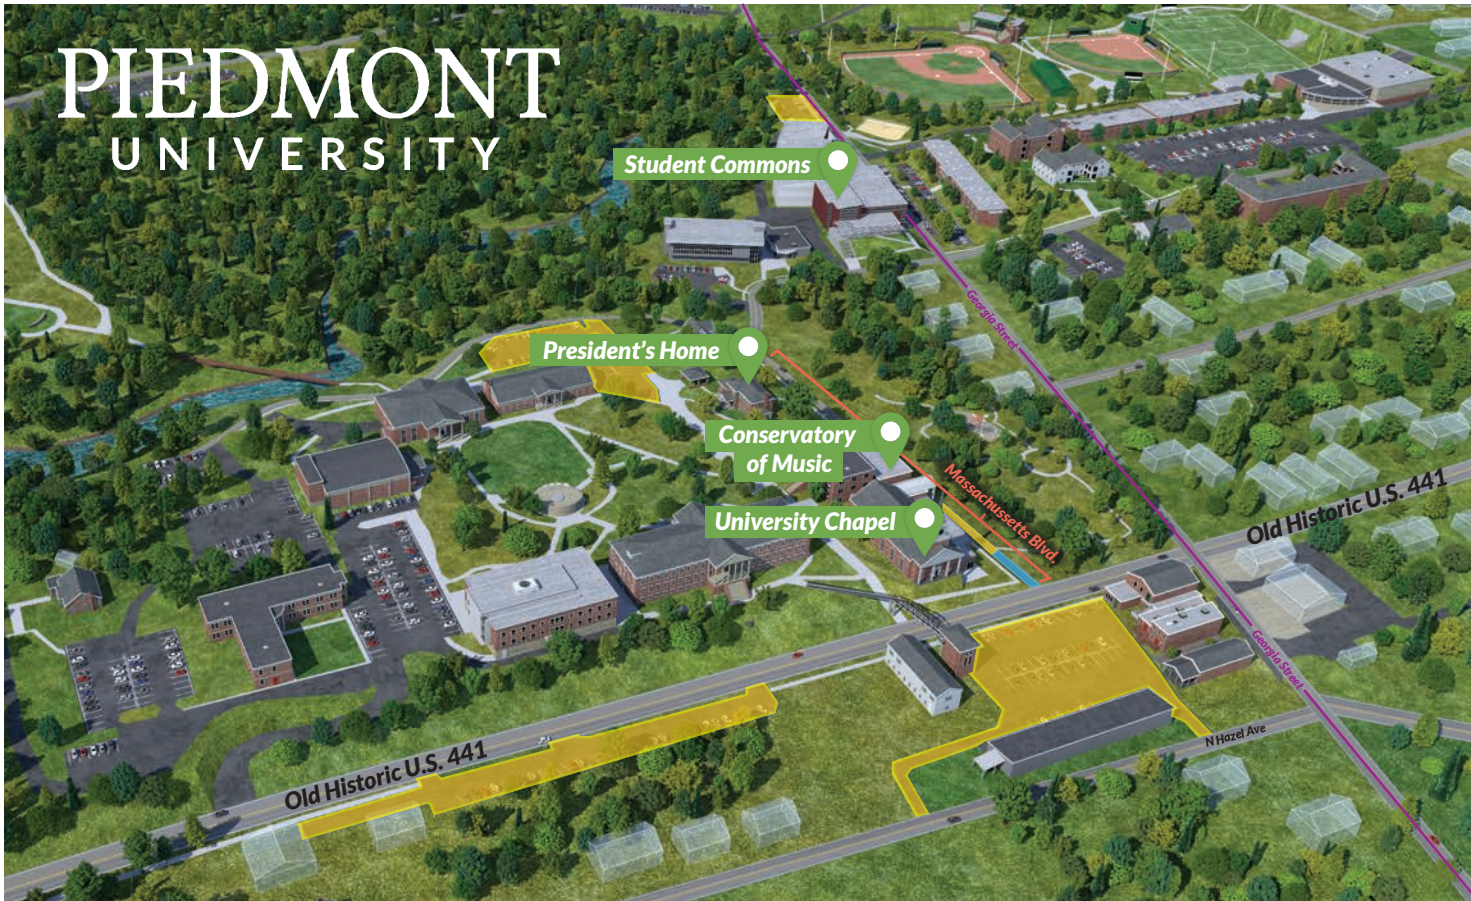 PIEDMONT
UNIVERSITY
Student Commons
Georgia Street
President's Home
Conservatory
of Music
Massachussetts Blvd.
University Chapel
Old Historic U.S. 441
Georgia Street
N Hazel Ave
Old Historic U.S. 441